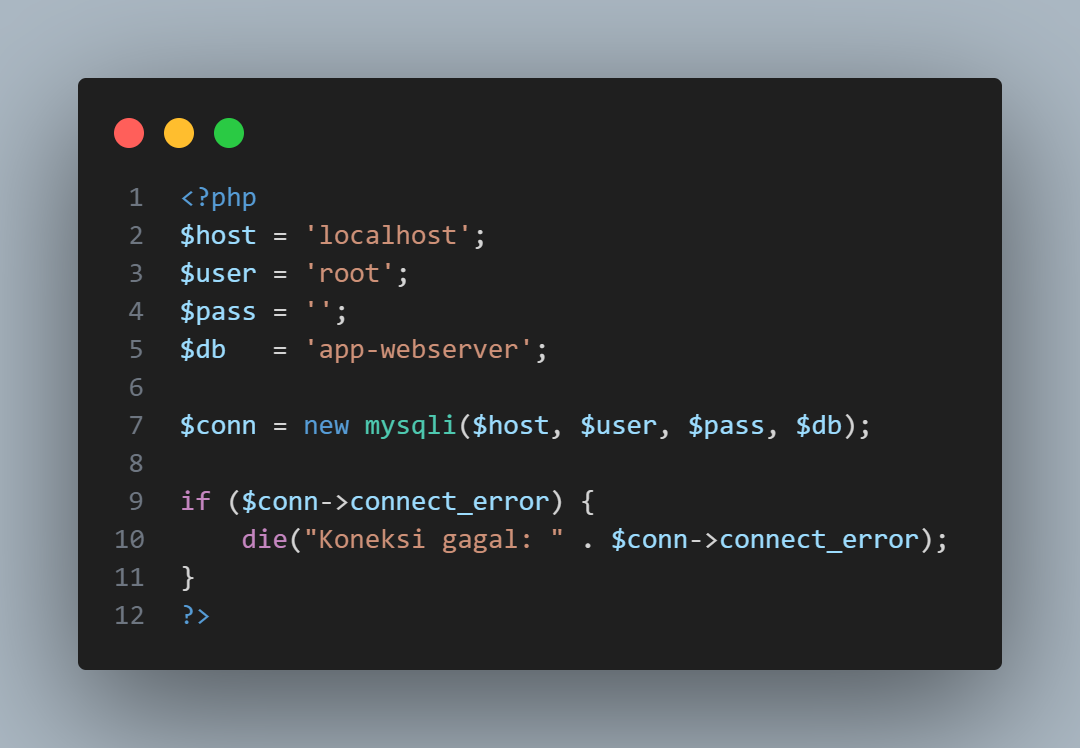 1 <?php
2 $host = 'localhost';
3 $user = 'root';
4 $pass = '';
5 $db   = 'app-webserver';
6
7 $conn = new mysqli($host, $user, $pass, $db);
8
9 if ($conn->connect_error) {
10     die("Koneksi gagal: " . $conn->connect_error);
11 }
12 ?>